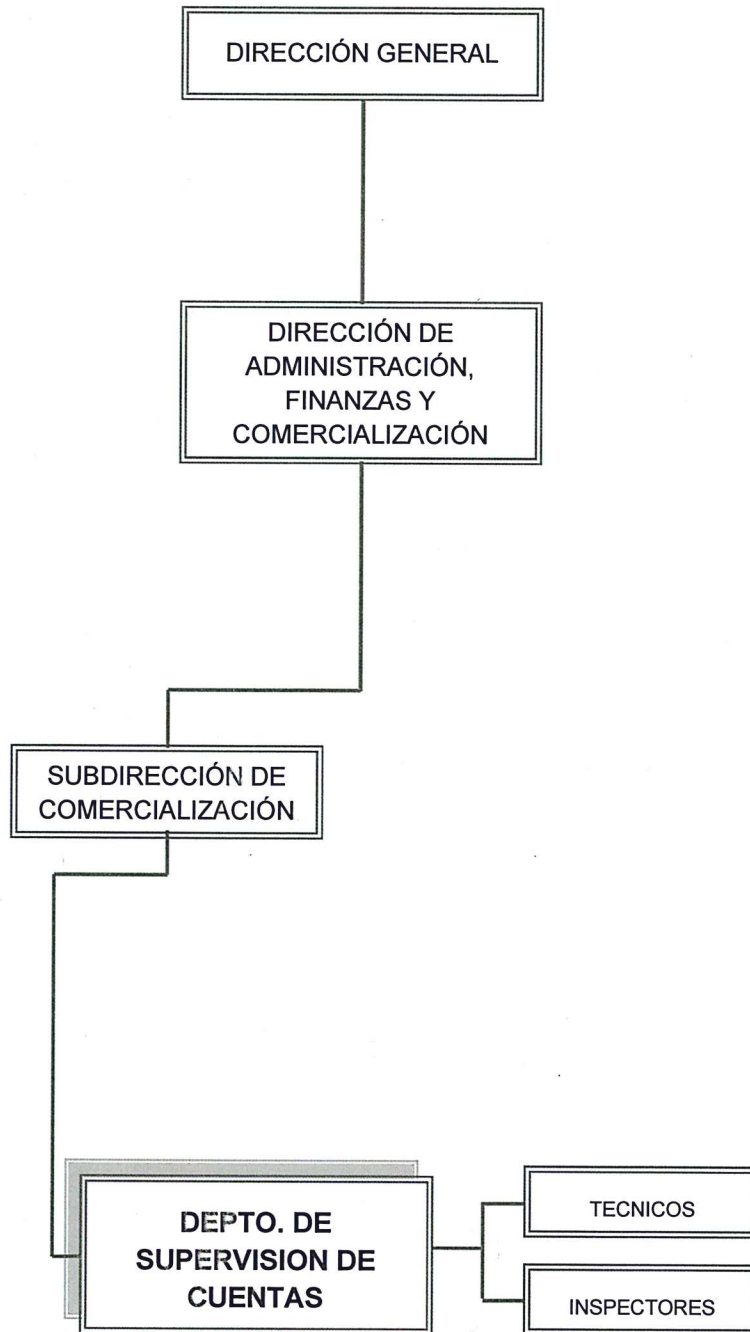 DIRECCIÓN GENERAL
DIRECCIÓN DE
ADMINISTRACIÓN,
FINANZAS Y
COMERCIALIZACIÓN
SUBDIRECCIÓN DE
COMERCIALIZACIÓN
DEPTO. DE
SUPERVISION DE
CUENTAS
TECNICOS
INSPECTORES